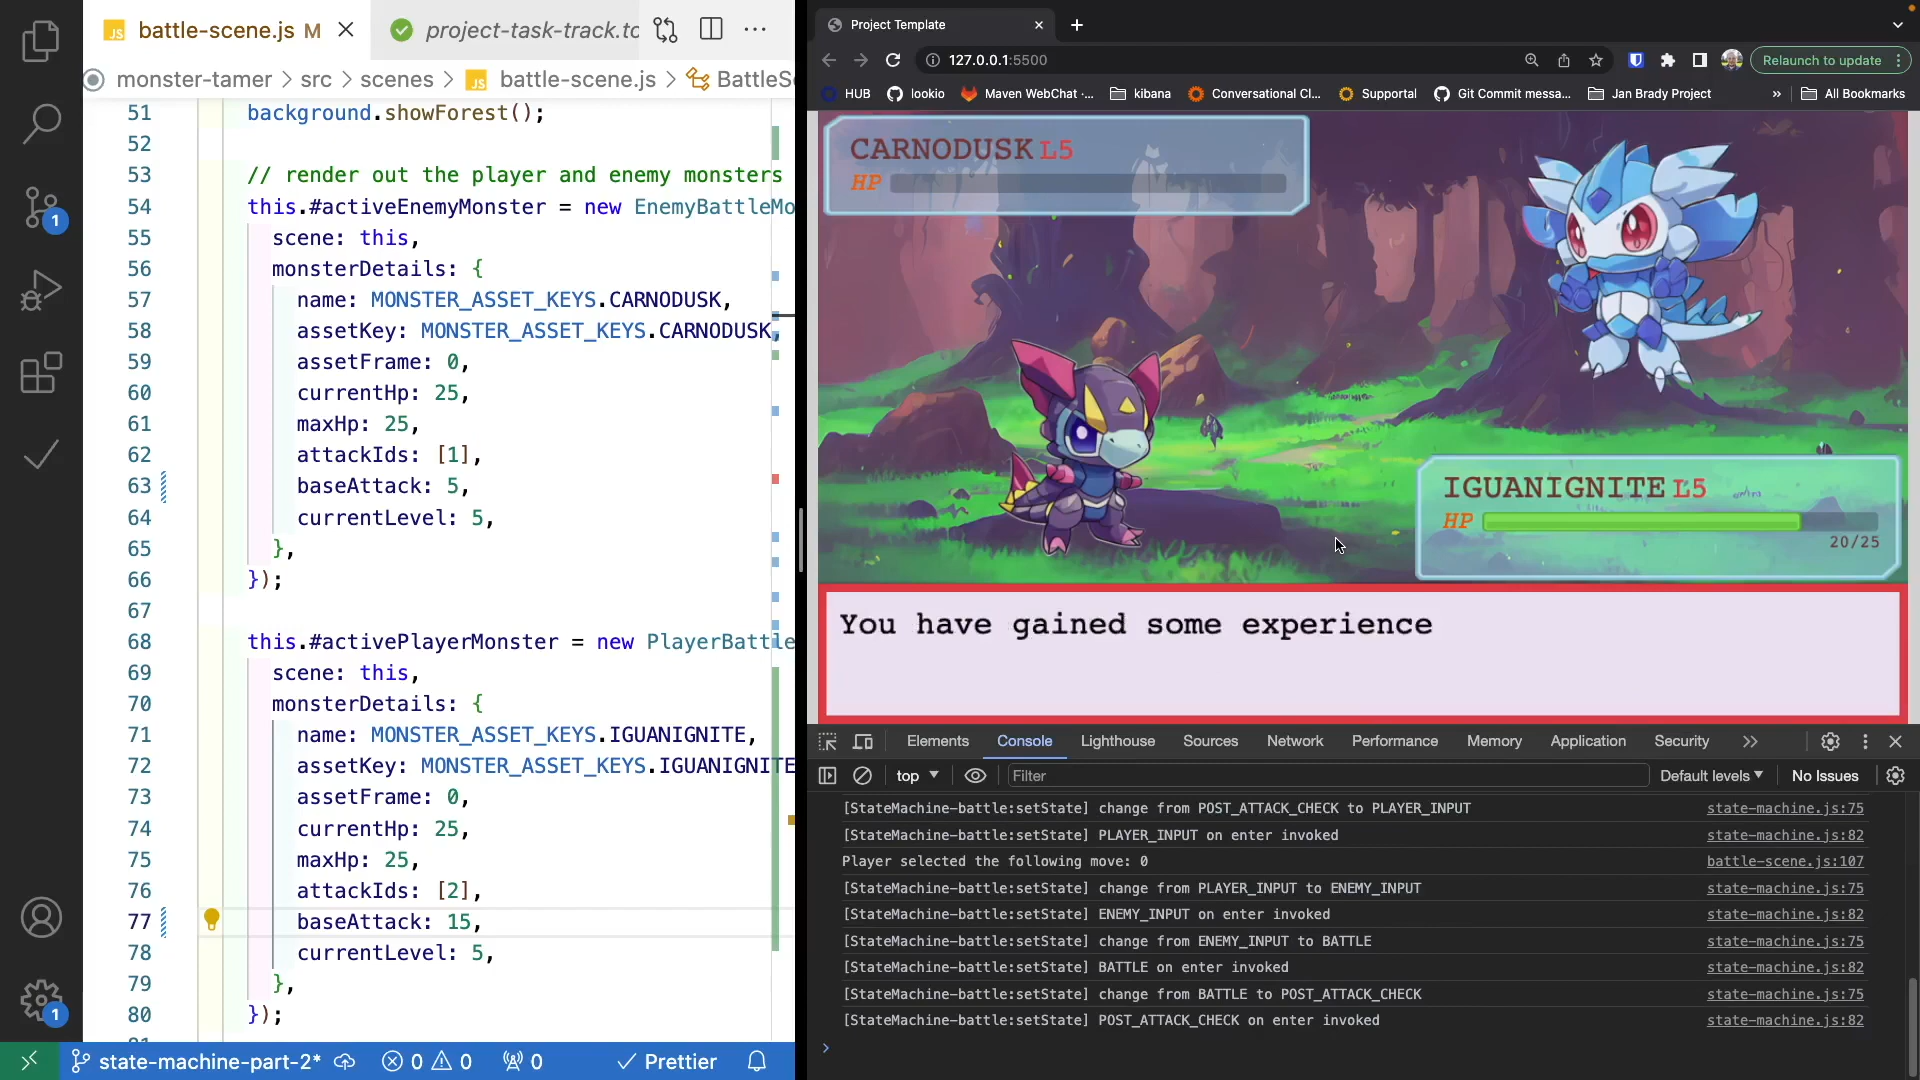 battle-scene.js M
project-task-track.to
monster-tamer > src > scenes > battle-scene.js > BattleSc
51 background.showForest();
52
53 // render out the player and enemy monsters
54 this.#activeEnemyMonster = new EnemyBattleMo
55 scene: this,
56 monsterDetails: {
57 name: MONSTER_ASSET_KEYS.CARNODUSK,
58 assetKey: MONSTER_ASSET_KEYS.CARNODUSK,
59 assetFrame: 0,
60 currentHp: 25,
61 maxHp: 25,
62 attackIds: [1],
63 baseAttack: 5,
64 currentLevel: 5,
65 },
66 });
67
68 this.#activePlayerMonster = new PlayerBattle
69 scene: this,
70 monsterDetails: {
71 name: MONSTER_ASSET_KEYS.IGUANIGNITE,
72 assetKey: MONSTER_ASSET_KEYS.IGUANIGNITE
73 assetFrame: 0,
74 currentHp: 25,
75 maxHp: 25,
76 attackIds: [2],
77 baseAttack: 15,
78 currentLevel: 5,
79 },
80 });
1
1
state-machine-part-2* 0 0 0 Prettier
Project Template
127.0.0.1:5500
Relaunch to update
HUB lookio Maven WebChat -... kibana Conversational Cl... Supportal Git Commit messa... Jan Brady Project » All Bookmarks
CARNODUSK L5
HP
IGUANIGNITE L5
HP
20/25
You have gained some experience
Elements Console Lighthouse Sources Network Performance Memory Application Security
top Filter Default levels No Issues
[StateMachine-battle:setState] change from POST_ATTACK_CHECK to PLAYER_INPUT state-machine.js:75
[StateMachine-battle:setState] PLAYER_INPUT on enter invoked state-machine.js:82
Player selected the following move: 0 battle-scene.js:107
[StateMachine-battle:setState] change from PLAYER_INPUT to ENEMY_INPUT state-machine.js:75
[StateMachine-battle:setState] ENEMY_INPUT on enter invoked state-machine.js:82
[StateMachine-battle:setState] change from ENEMY_INPUT to BATTLE state-machine.js:75
[StateMachine-battle:setState] BATTLE on enter invoked state-machine.js:82
[StateMachine-battle:setState] change from BATTLE to POST_ATTACK_CHECK state-machine.js:75
[StateMachine-battle:setState] POST_ATTACK_CHECK on enter invoked state-machine.js:82